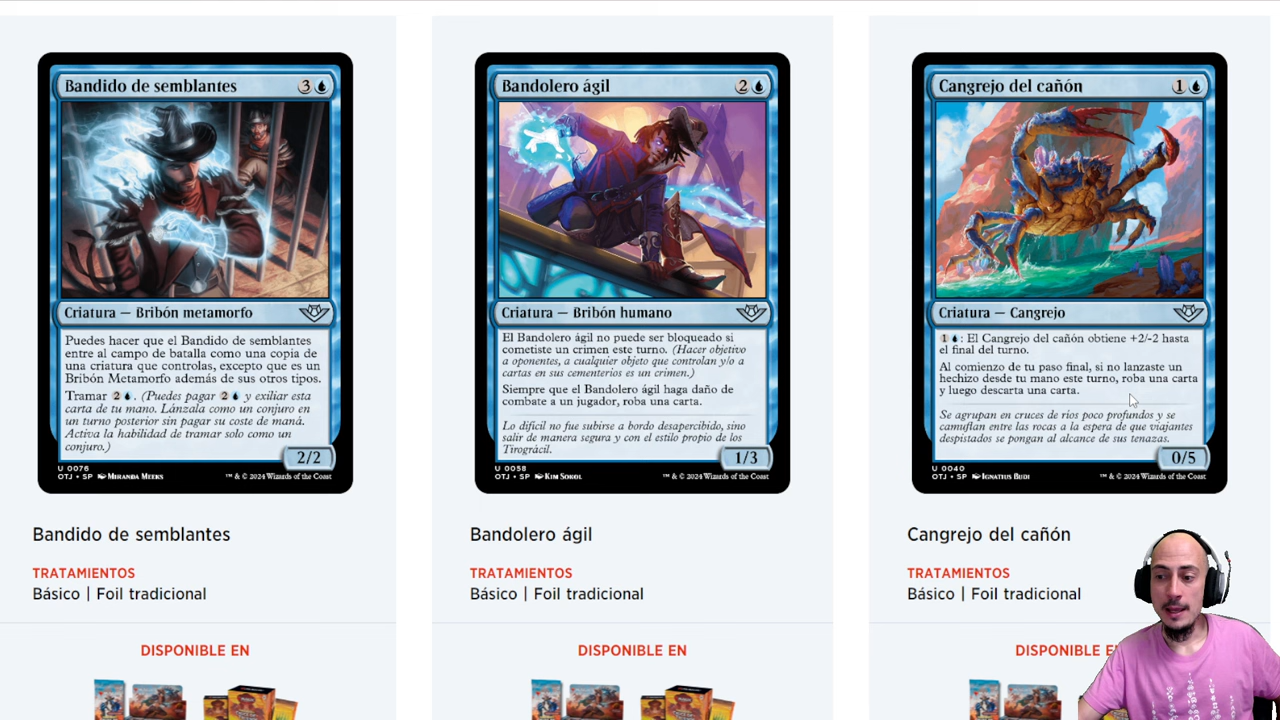 Bandido de semblantes 3
Criatura — Bribón metamorfo
Puedes hacer que el Bandido de semblantes
entre al campo de batalla como una copia de
una criatura que controlas, excepto que es un
Bribón Metamorfo además de sus otros tipos.
Tramar 2. (Puedes pagar 2 y exiliar esta
carta de tu mano. Lánzala como un conjuro en
un turno posterior sin pagar su coste de maná.
Activa la habilidad de tramar solo como un
conjuro.)
2/2
U 0076
OTJ • SP Miranda Meeks
™ & © 2024 Wizards of the Coast
Bandido de semblantes
TRATAMIENTOS
Básico | Foil tradicional
DISPONIBLE EN
Bandolero ágil 2
Criatura — Bribón humano
El Bandolero ágil no puede ser bloqueado si
cometiste un crimen este turno. (Hacer objetivo
a oponentes, a cualquier objeto que controlan y/o a
cartas en sus cementerios es un crimen.)
Siempre que el Bandolero ágil haga daño de
combate a un jugador, roba una carta.
Lo difícil no fue subirse a bordo desapercibido, sino
salir de manera segura y con el estilo propio de los
Tirográcil.
1/3
U 0058
OTJ • SP Kim Sokol
™ & © 2024 Wizards of the Coast
Bandolero ágil
TRATAMIENTOS
Básico | Foil tradicional
DISPONIBLE EN
Cangrejo del cañón 1
Criatura — Cangrejo
1: El Cangrejo del cañón obtiene +2/-2 hasta
el final del turno.
Al comienzo de tu paso final, si no lanzaste un
hechizo desde tu mano este turno, roba una carta
y luego descarta una carta.
Se agrupan en cruces de ríos poco profundos y se
camuflan entre las rocas a la espera de que viajantes
despistados se pongan al alcance de sus tenazas.
0/5
U 0040
OTJ • SP Ignatius Budi
™ & © 2024 Wizards of the Coast
Cangrejo del cañón
TRATAMIENTOS
Básico | Foil tradicional
DISPONIBLE